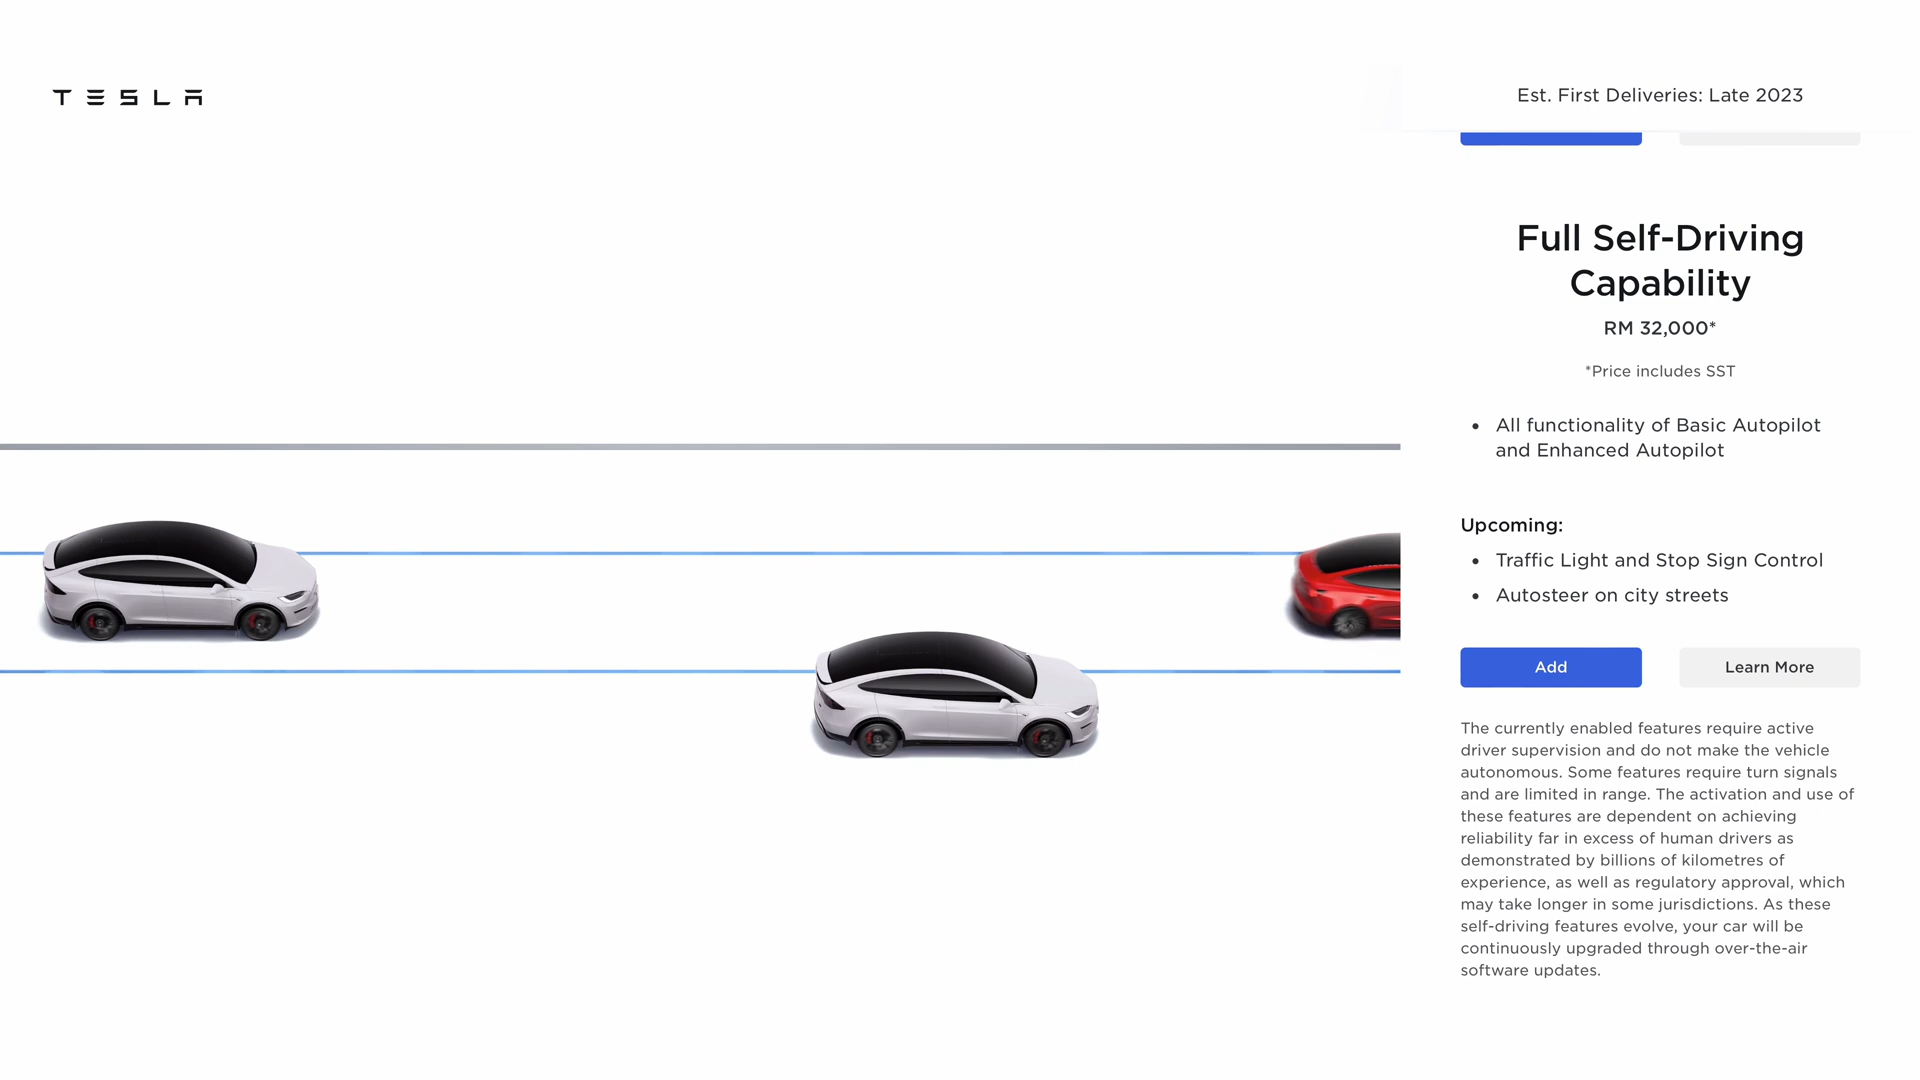 TESLA
Est. First Deliveries: Late 2023
Full Self-Driving
Capability
RM 32,000*
*Price includes SST
• All functionality of Basic Autopilot
and Enhanced Autopilot
Upcoming:
• Traffic Light and Stop Sign Control
• Autosteer on city streets
Add
Learn More
The currently enabled features require active
driver supervision and do not make the vehicle
autonomous. Some features require turn signals
and are limited in range. The activation and use of
these features are dependent on achieving
reliability far in excess of human drivers as
demonstrated by billions of kilometres of
experience, as well as regulatory approval, which
may take longer in some jurisdictions. As these
self-driving features evolve, your car will be
continuously upgraded through over-the-air
software updates.